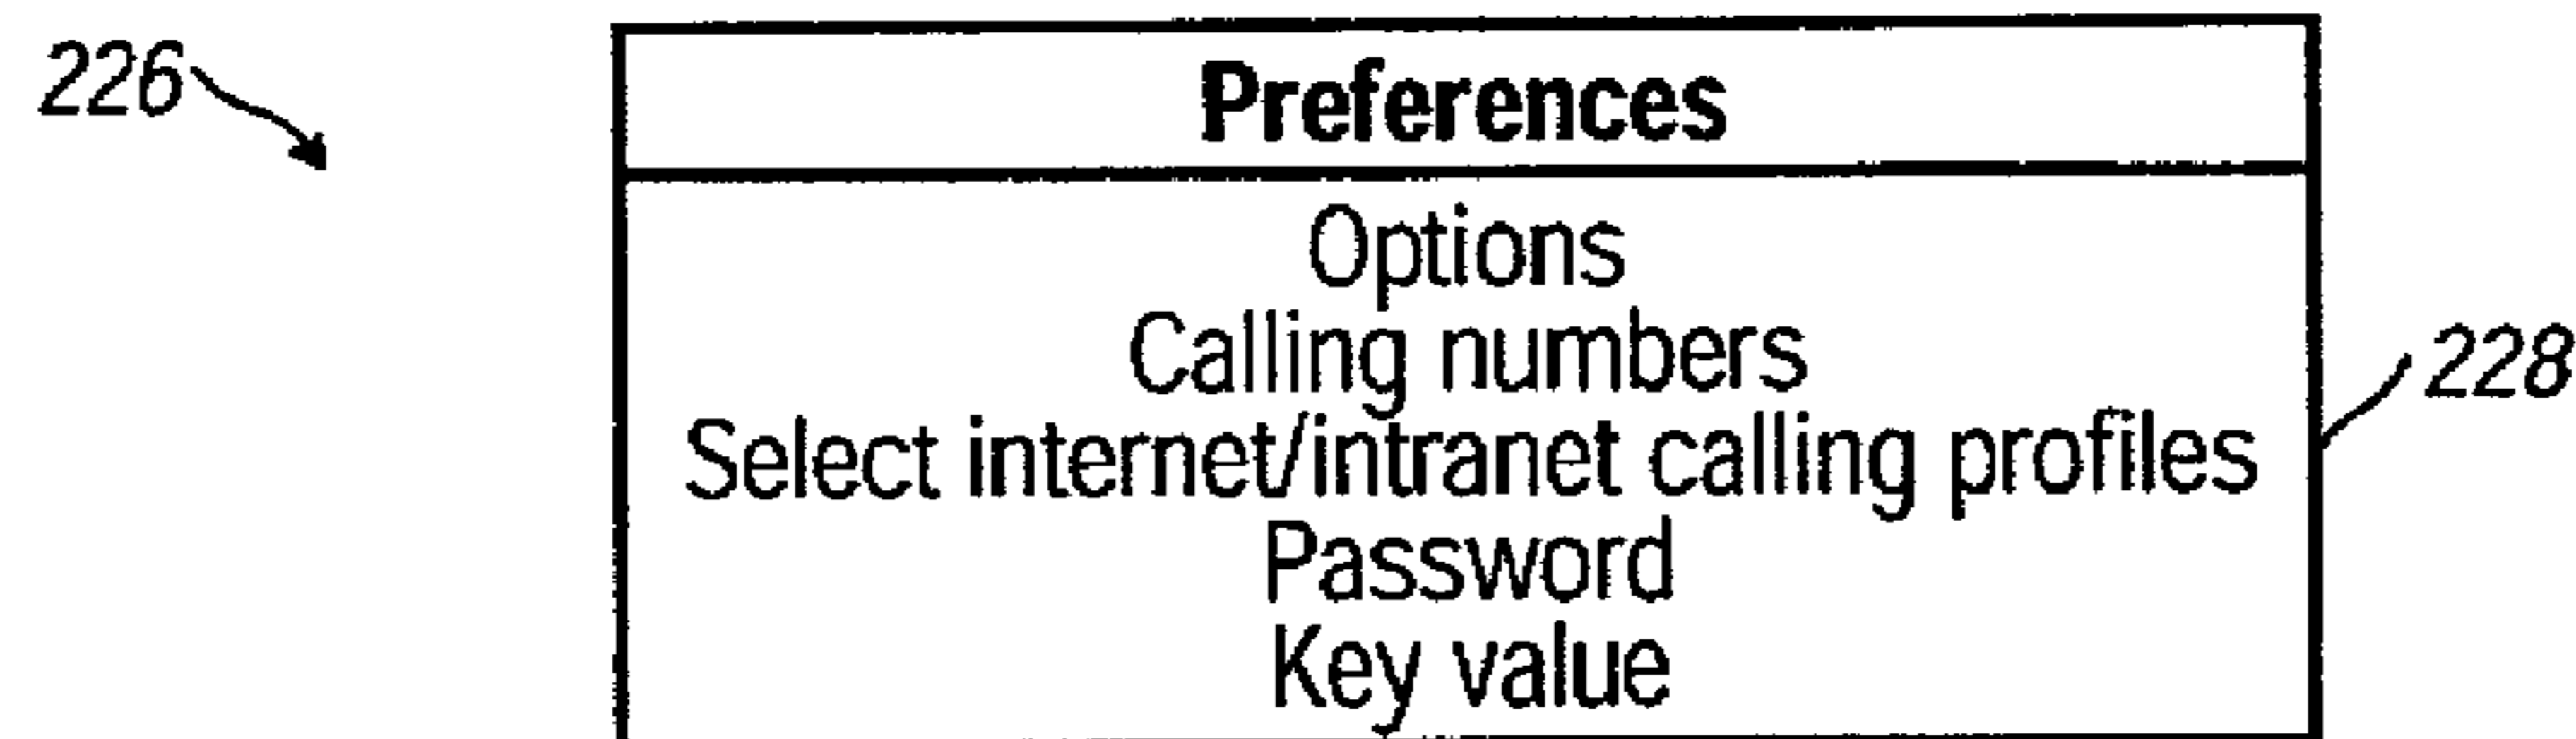 226
Preferences
Options
Calling numbers
228
Select internet/intranet calling profiles
Password
Key value